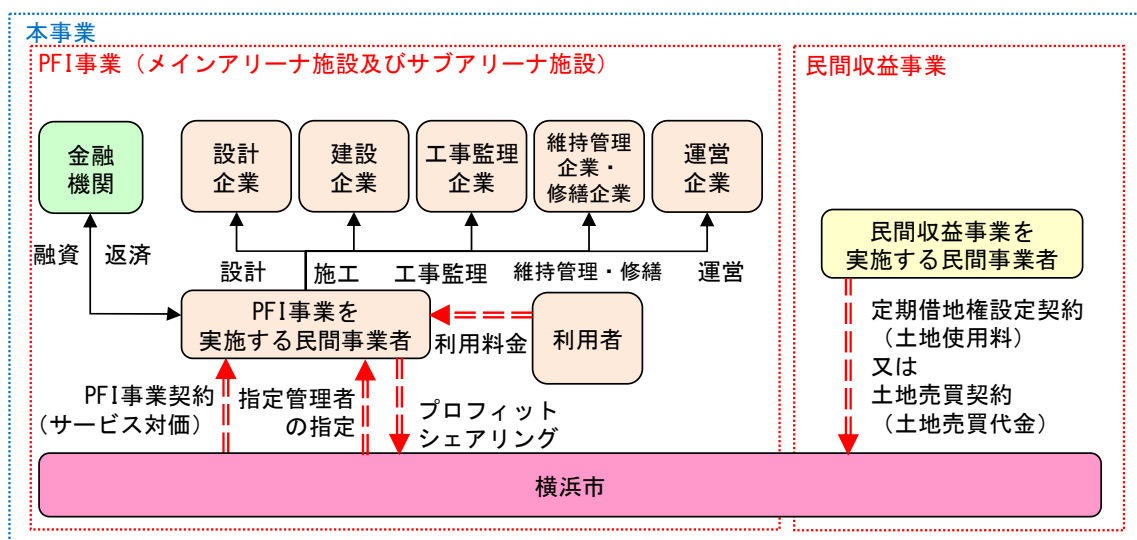 本事業
PFI事業（メインアリーナ施設及びサブアリーナ施設）
民間収益事業
金融
機関
設計
企業
建設
企業
工事監理
企業
維持管理
企業・
修繕企業
運営
企業
融資
返済
設計
施工
工事監理
維持管理・修繕
運営
PFI事業を
実施する民間事業者
利用料金
利用者
民間収益事業を
実施する民間事業者
PFI事業契約
（サービス対価）
指定管理者
の指定
プロフィット
シェアリング
定期借地権設定契約
（土地使用料）
又は
土地売買契約
（土地売買代金）
横浜市